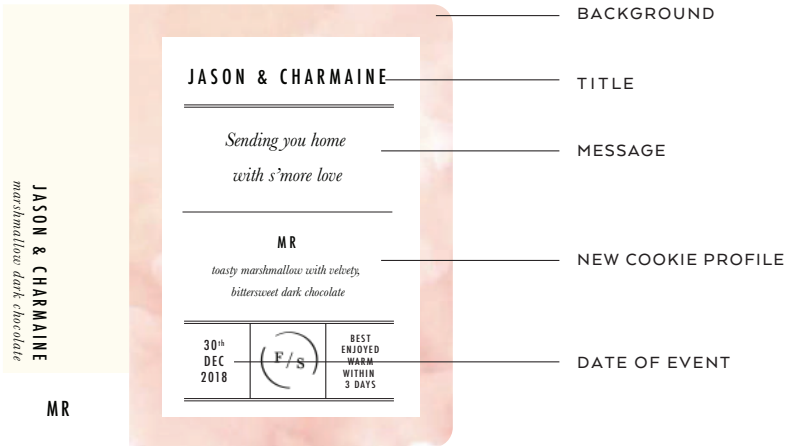 JASON & CHARMAINE
marshmallow dark chocolate
MR
JASON & CHARMAINE
Sending you home
with s’more love
MR
toasty marshmallow with velvety,
bittersweet dark chocolate
30th
DEC
2018
F/S
BEST
ENJOYED
WARM
WITHIN
3 DAYS
BACKGROUND
TITLE
MESSAGE
NEW COOKIE PROFILE
DATE OF EVENT